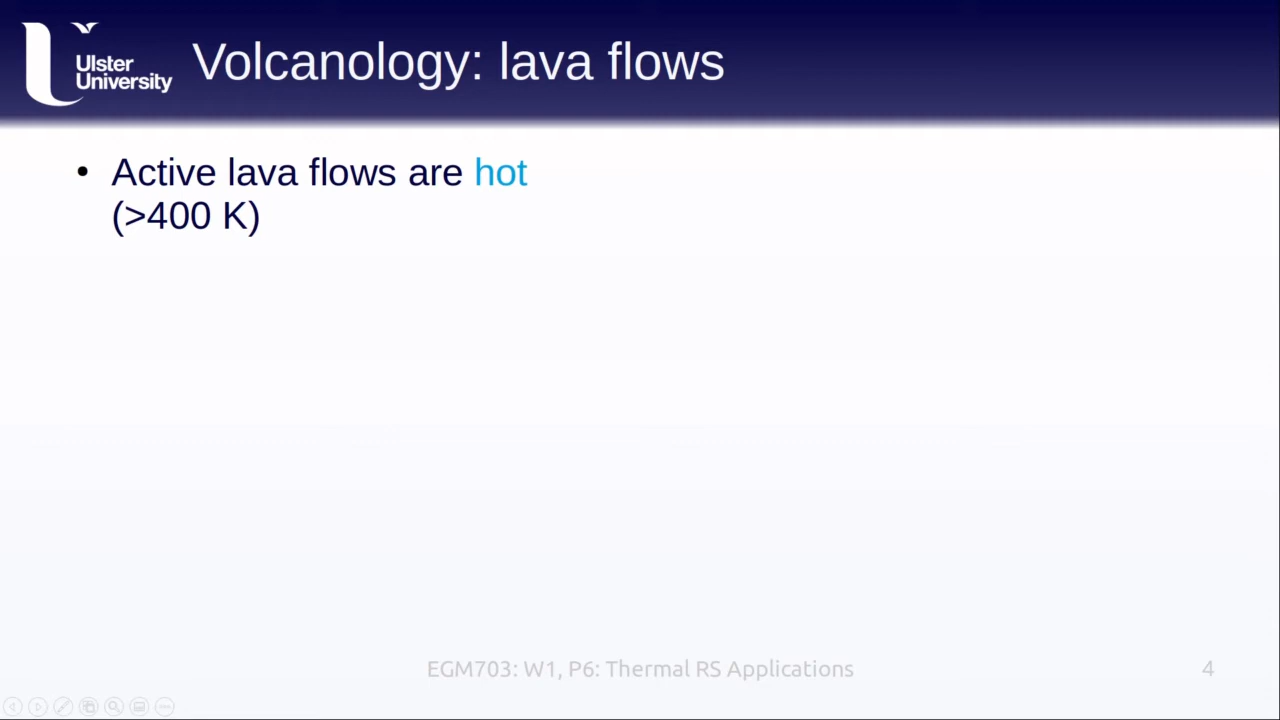 Ulster
University
Volcanology: lava flows
• Active lava flows are hot
(>400 K)
EGM703: W1, P6: Thermal RS Applications
4